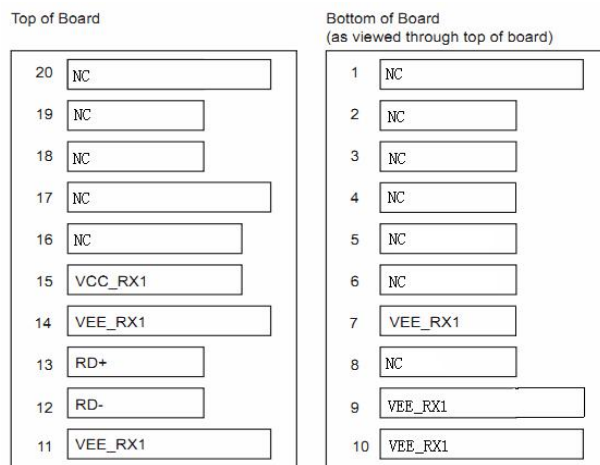 Top of Board
20 NC
19 NC
18 NC
17 NC
16 NC
15 VCC_RX1
14 VEE_RX1
13 RD+
12 RD-
11 VEE_RX1
Bottom of Board
(as viewed through top of board)
1 NC
2 NC
3 NC
4 NC
5 NC
6 NC
7 VEE_RX1
8 NC
9 VEE_RX1
10 VEE_RX1